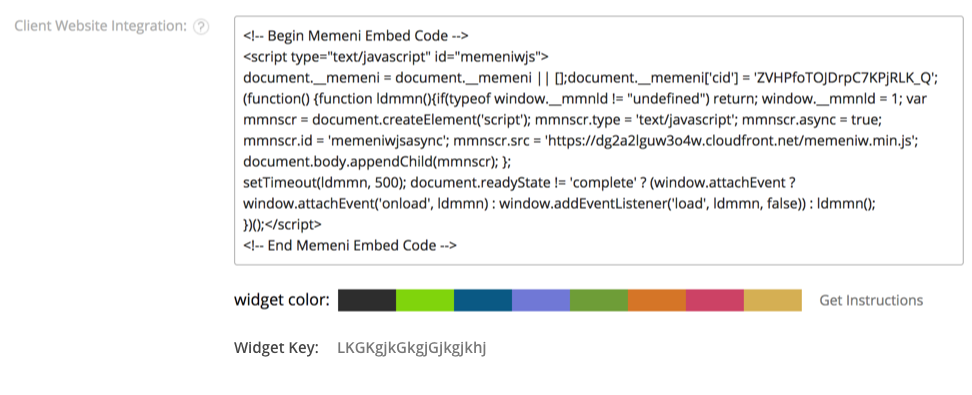 Client Website Integration: ?
<!-- Begin Memeni Embed Code -->
<script type="text/javascript" id="memeniwjs">
document.__memeni = document.__memeni || [];document.__memeni['cid'] = 'ZVHPfoTOJDrpC7KPjRLK_Q';
(function() {function ldmmn(){if(typeof window.__mmnld != "undefined") return; window.__mmnld = 1; var
mmnscr = document.createElement('script'); mmnscr.type = 'text/javascript'; mmnscr.async = true;
mmnscr.id = 'memeniwjsasync'; mmnscr.src = 'https://dg2a2lguw3o4w.cloudfront.net/memeniw.min.js';
document.body.appendChild(mmnscr); };
setTimeout(ldmmn, 500); document.readyState != 'complete' ? (window.attachEvent ?
window.attachEvent('onload', ldmmn) : window.addEventListener('load', ldmmn, false)) : ldmmn();
})();</script>
<!-- End Memeni Embed Code -->
widget color: Get Instructions
Widget Key: LKGKgjkGkgjGjkgjkhj